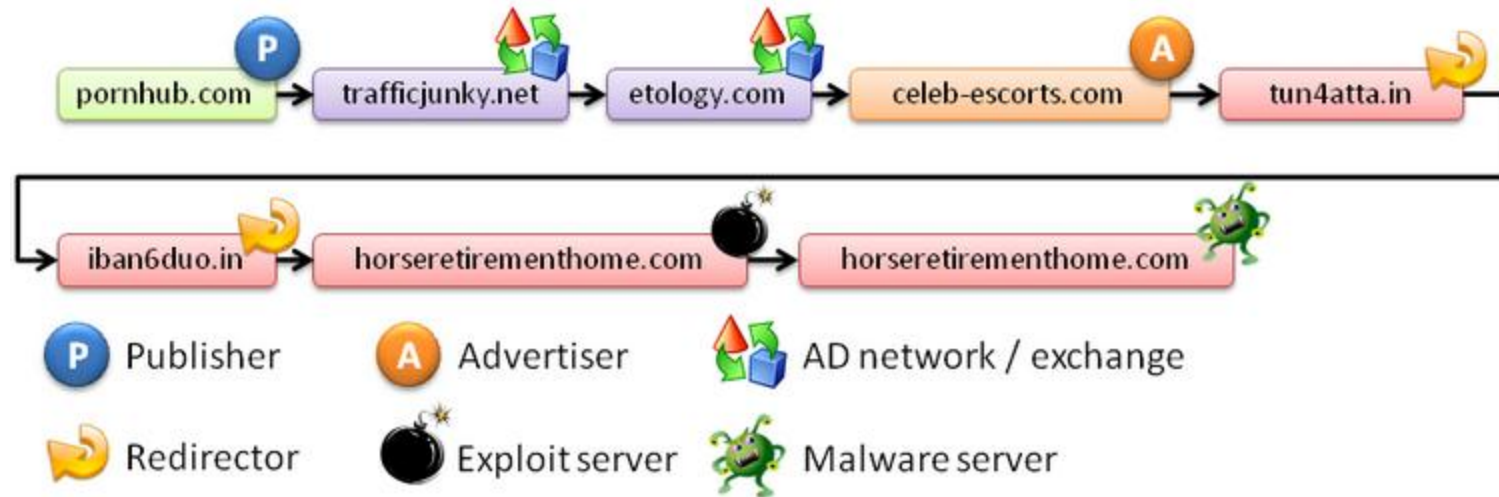 P A
pornhub.com trafficjunky.net etology.com celeb-escorts.com tun4atta.in
iban6duo.in horseretirementhome.com horseretirementhome.com
P Publisher A Advertiser AD network / exchange
Redirector Exploit server Malware server